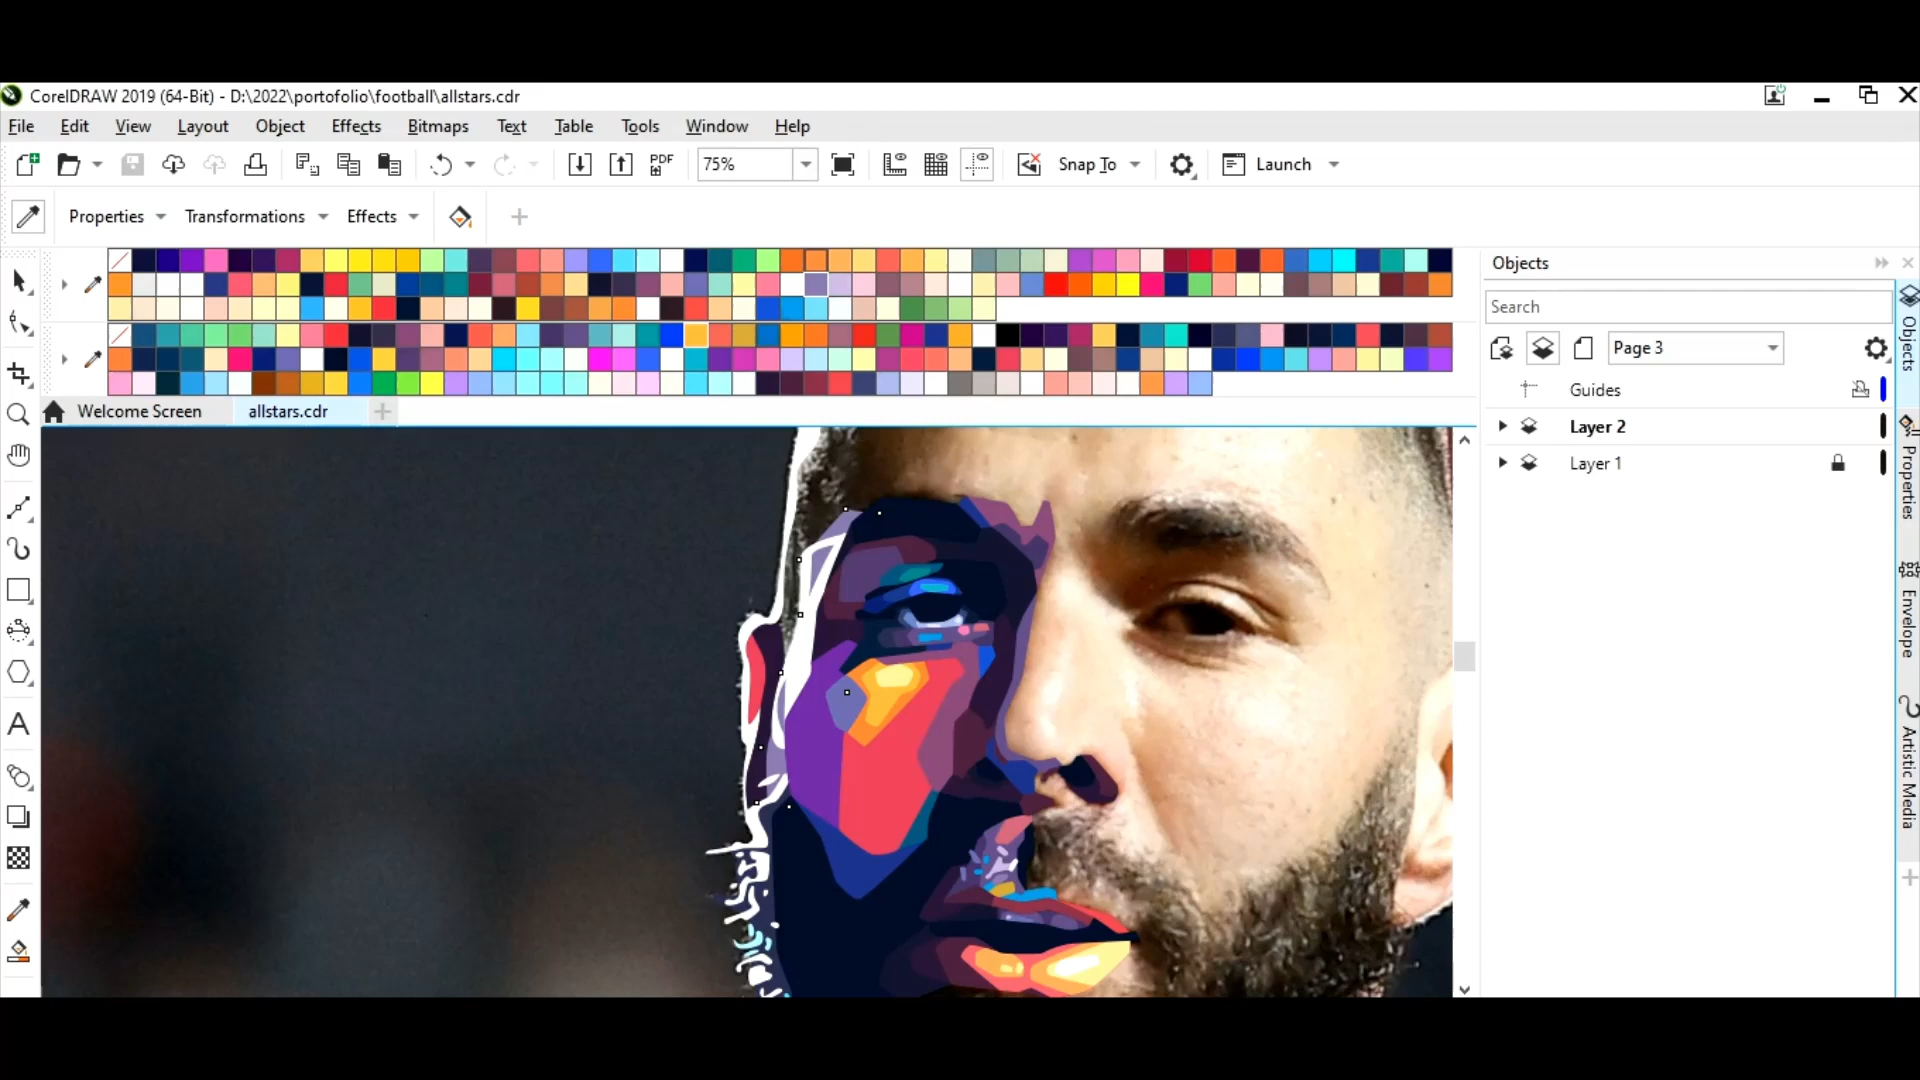 CorelDRAW 2019 (64-Bit) - D:\2022\portofolio\football\allstars.cdr
File Edit View Layout Object Effects Bitmaps Text Table Tools Window Help
PDF 75% Snap To Launch
Properties Transformations Effects
Objects
Search
Page 3
Guides
Layer 2
Layer 1
Welcome Screen allstars.cdr
Objects
Properties
Envelope
Artistic Media